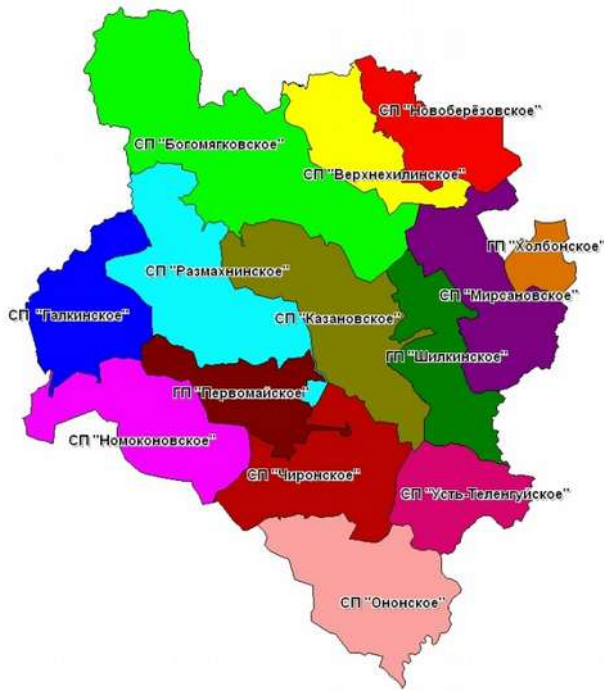 СП "Новоберёзовское"
СП "Богомягковское"
СП "Верхнехилинское"
ГП "Холбонское"
СП "Размахнинское"
СП "Мирсановское"
СП "Галкинское"
СП "Казановское"
ГП "Шилкинское"
ГП "Первомайское"
СП "Номоконовское"
СП "Чиронское"
СП "Усть-Теленгуйское"
СП "Ононское"